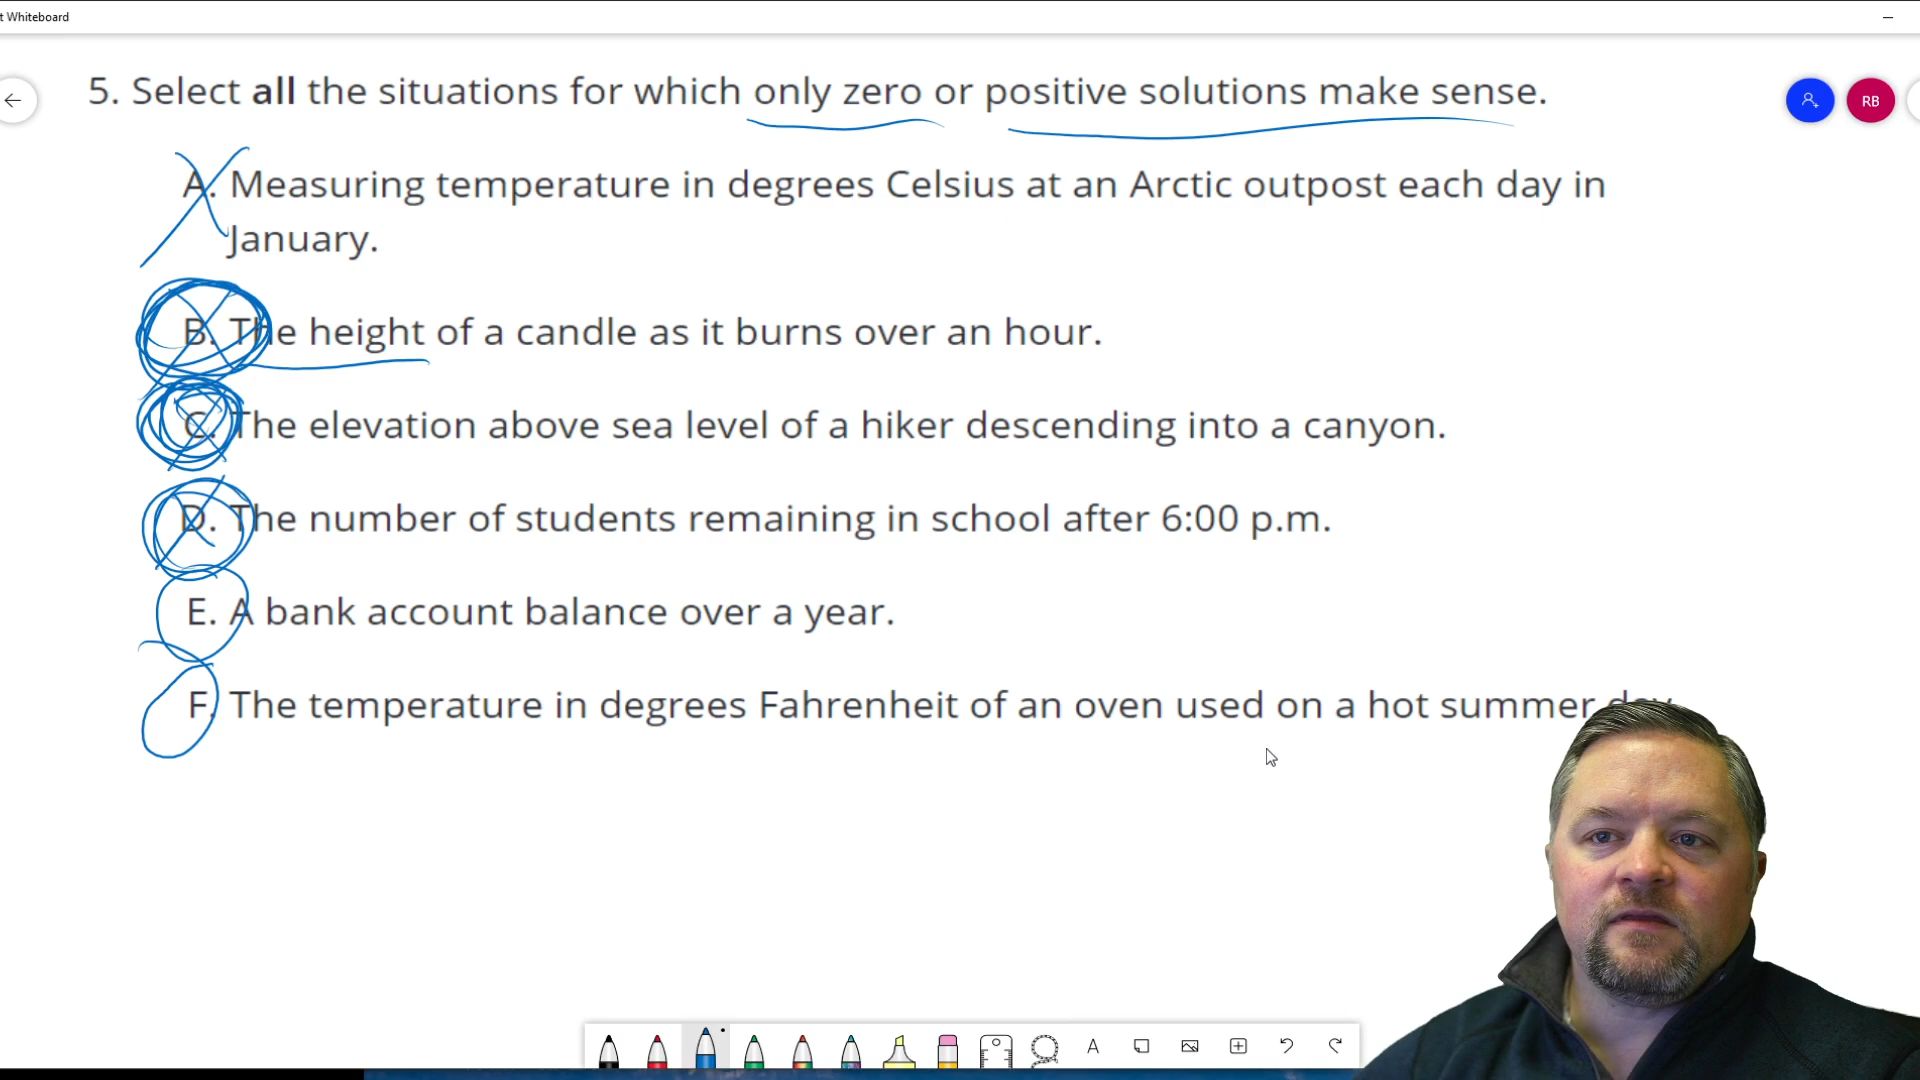 t Whiteboard
5. Select all the situations for which only zero or positive solutions make sense.
RB
A. Measuring temperature in degrees Celsius at an Arctic outpost each day in
January.
B. The height of a candle as it burns over an hour.
C. The elevation above sea level of a hiker descending into a canyon.
D. The number of students remaining in school after 6:00 p.m.
E. A bank account balance over a year.
F. The temperature in degrees Fahrenheit of an oven used on a hot summer day
A